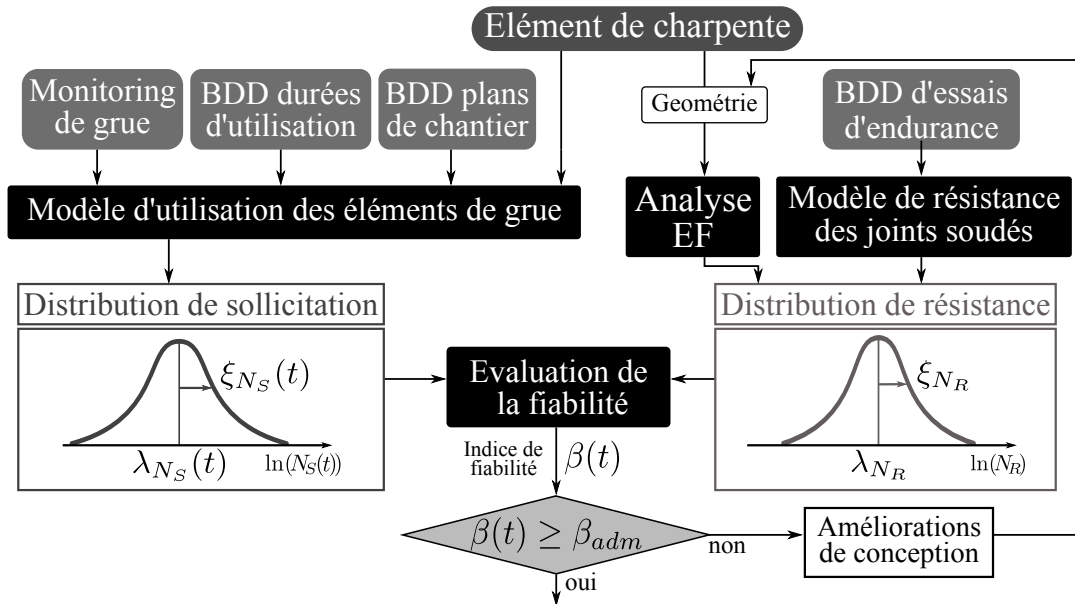 Elément de charpente
Monitoring
de grue
BDD durées
d'utilisation
BDD plans
de chantier
Geométrie
BDD d'essais
d'endurance
Modèle d'utilisation des éléments de grue
Analyse
EF
Modèle de résistance
des joints soudés
Distribution de sollicitation
Distribution de résistance
ξ_{N_S}(t)
λ_{N_S}(t)
ln(N_S(t))
Evaluation de
la fiabilité
ξ_{N_R}
λ_{N_R}
ln(N_R)
Indice de
fiabilité
β(t)
β(t) ≥ β_{adm}
non
oui
Améliorations
de conception